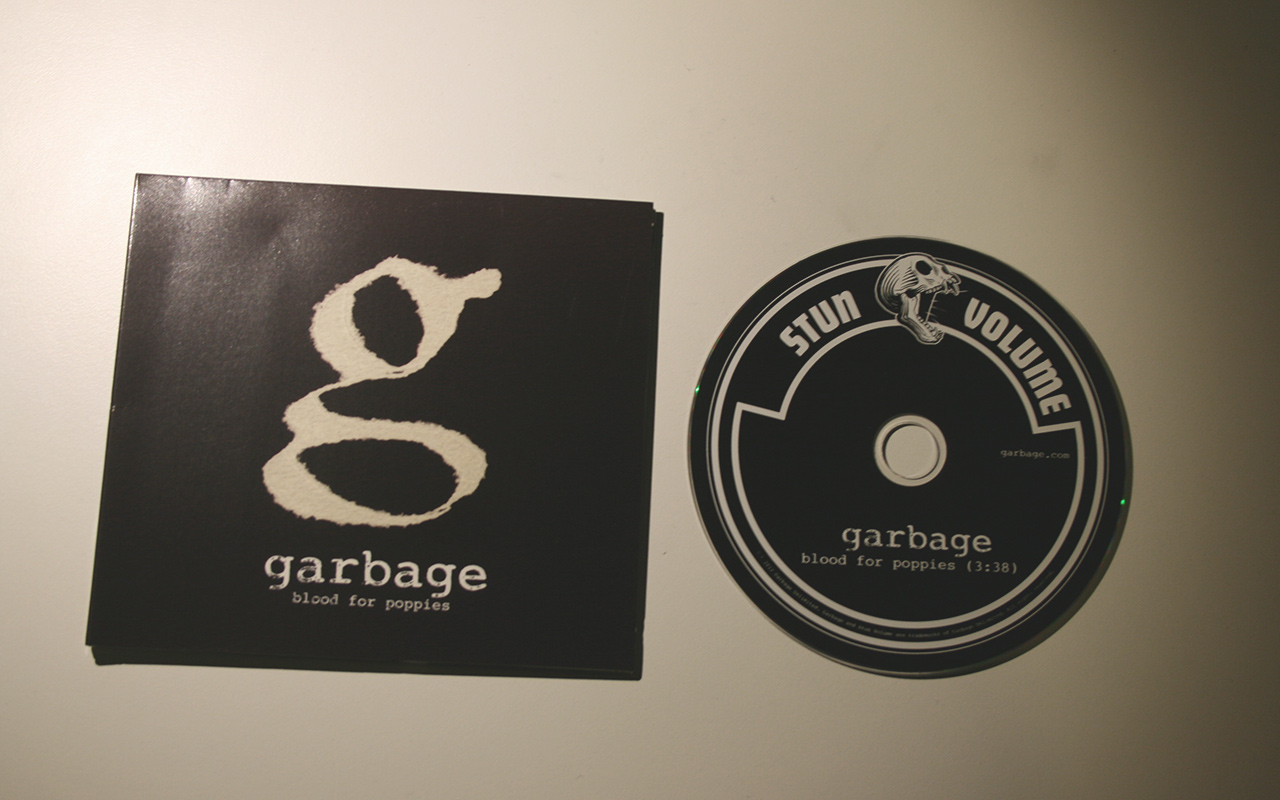 g
garbage
blood for poppies
STUN VOLUME
garbage.com
garbage
blood for poppies (3:38)